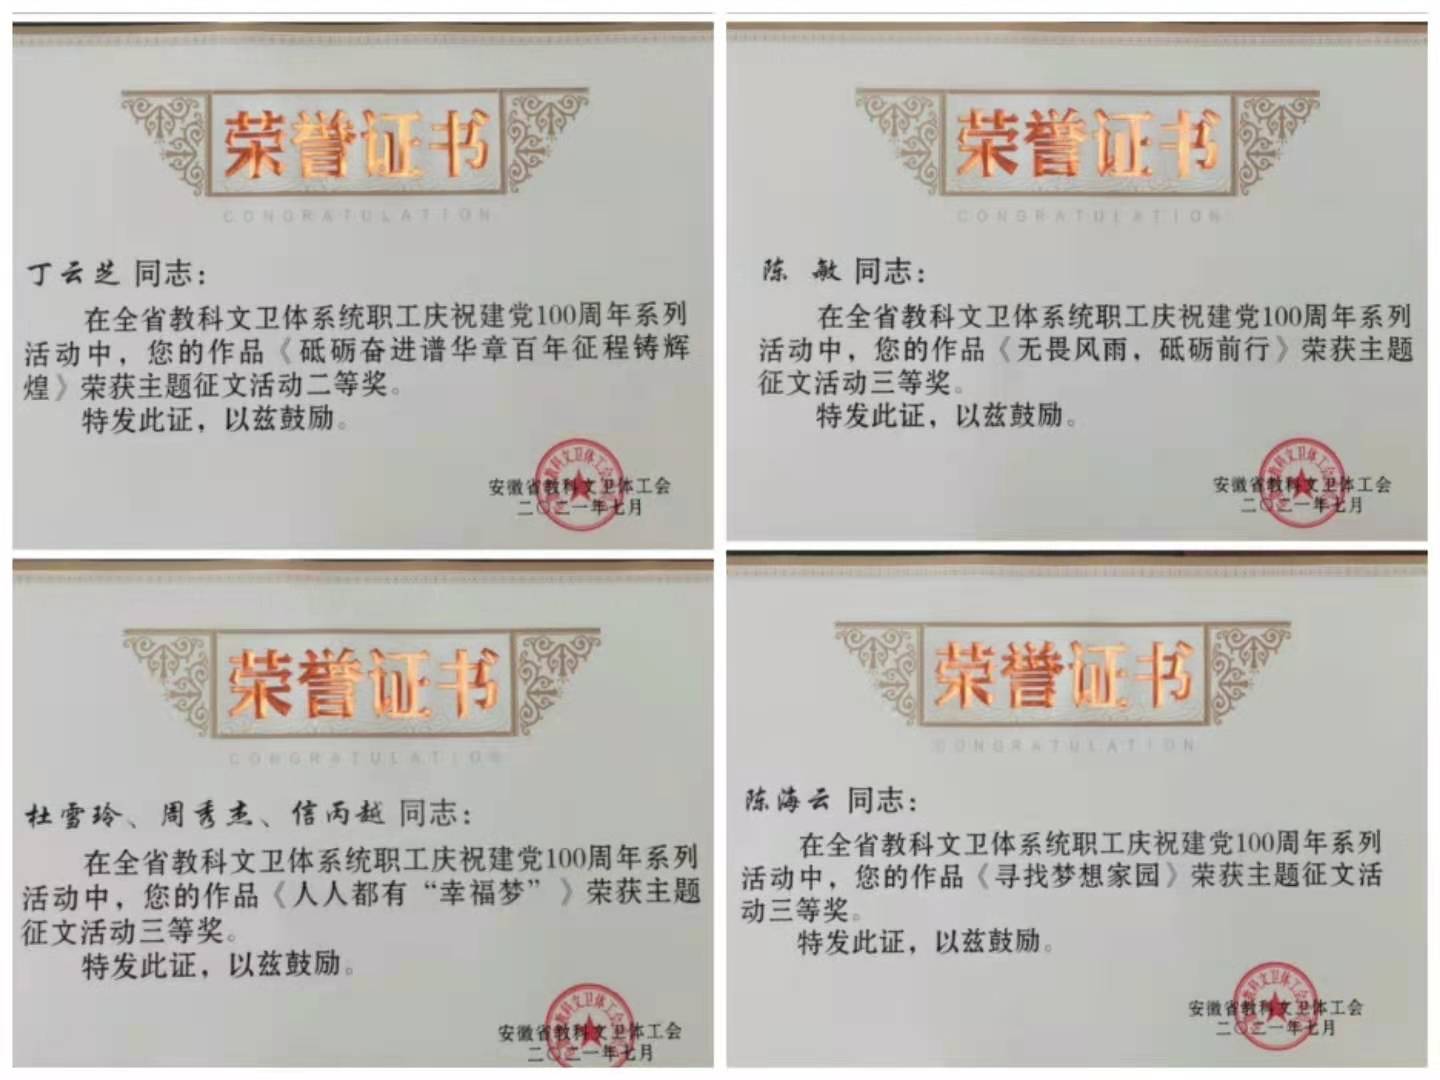 荣誉证书
CONGRATULATION
丁云芝 同志：
在全省教科文卫体系统职工庆祝建党100周年系列
活动中，您的作品《砥砺奋进谱华章百年征程铸辉
煌》荣获主题征文活动二等奖。
特发此证，以兹鼓励。
安徽省教科文卫体工会
二〇二一年七月
荣誉证书
CONGRATULATION
陈 敏 同志：
在全省教科文卫体系统职工庆祝建党100周年系列
活动中，您的作品《无畏风雨，砥砺前行》荣获主题
征文活动三等奖。
特发此证，以兹鼓励。
安徽省教科文卫体工会
二〇二一年七月
荣誉证书
CONGRATULATION
杜雪玲、周秀杰、信丙越 同志：
在全省教科文卫体系统职工庆祝建党100周年系列
活动中，您的作品《人人都有“幸福梦”》荣获主题
征文活动三等奖。
特发此证，以兹鼓励。
安徽省教科文卫体工会
二〇二一年七月
荣誉证书
CONGRATULATION
陈海云 同志：
在全省教科文卫体系统职工庆祝建党100周年系列
活动中，您的作品《寻找梦想家园》荣获主题征文活
动三等奖。
特发此证，以兹鼓励。
安徽省教科文卫体工会
二〇二一年七月